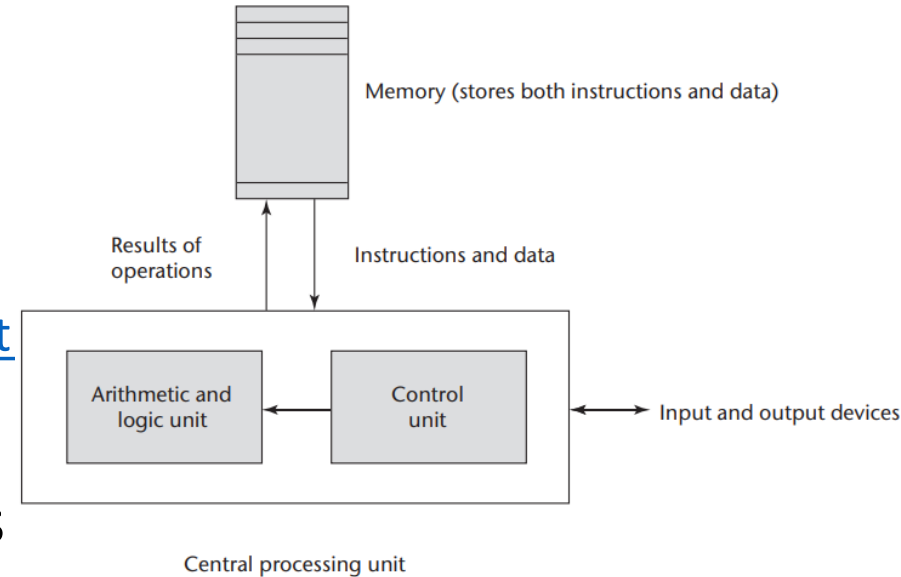 Memory (stores both instructions and data)
Results of
operations
Instructions and data
t
Arithmetic and
logic unit
Control
unit
Input and output devices
s
Central processing unit